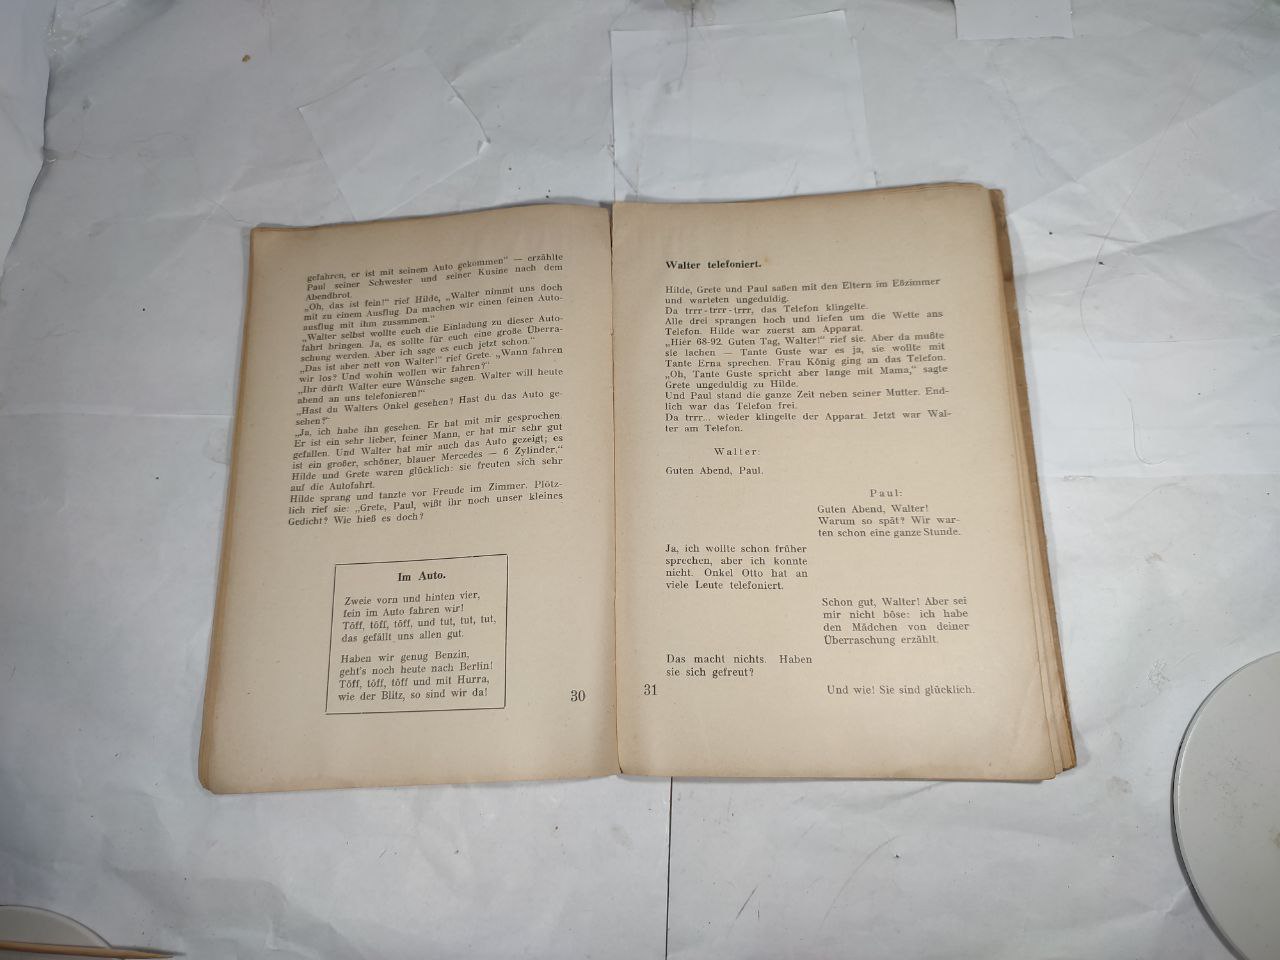 gefahren, er ist mit seinem Auto gekommen“ — erzählte
Paul seiner Schwester und seiner Kusine nach dem
Abendbrot.
„Oh, das ist fein!“ rief Hilde, „Walter nimmt uns doch
mit zu einem Ausflug. Da machen wir einen feinen Auto-
ausflug mit ihm zusammen.“
„Walter selbst wollte euch die Einladung zu dieser Auto-
fahrt bringen. Ja, es sollte für euch eine große Überra-
schung werden. Aber ich sage es euch jetzt schon.“
„Das ist aber nett von Walter!“ rief Grete. „Wann fahren
wir los? Und wohin wollen wir fahren?“
„Ihr dürft Walter eure Wünsche sagen. Walter will heute
abend an uns telefonieren!“
„Hast du Walters Onkel gesehen? Hast du das Auto ge-
sehen?“
„Ja, ich habe ihn gesehen. Er hat mit mir gesprochen.
Er ist ein sehr lieber, feiner Mann, er hat mir sehr gut
gefallen. Und Walter hat mir auch das Auto gezeigt; es
ist ein großer, schöner, blauer Mercedes — 6 Zylinder,“
Hilde und Grete waren glücklich: sie freuten sich sehr
auf die Autofahrt.
Hilde sprang und tanzte vor Freude im Zimmer. Plötz-
lich rief sie: „Grete, Paul, wißt ihr noch unser kleines
Gedicht? Wie hieß es doch?
Im Auto.
Zweie vorn und hinten vier,
fein im Auto fahren wir!
Töff, töff, töff, und tut, tut, tut,
das gefällt uns allen gut.
Haben wir genug Benzin,
geht's noch heute nach Berlin!
Töff, töff, töff und mit Hurra,
wie der Blitz, so sind wir da!
30
Walter telefoniert.
Hilde, Grete und Paul saßen mit den Eltern im Eßzimmer
und warteten ungeduldig.
Da trrr-trrr-trrr, das Telefon klingelte.
Alle drei sprangen hoch und liefen um die Wette ans
Telefon. Hilde war zuerst am Apparat.
„Hier 68-92. Guten Tag, Walter!“ rief sie. Aber da mußte
sie lachen — Tante Guste war es ja, sie wollte mit
Tante Erna sprechen. Frau König ging an das Telefon.
„Oh, Tante Guste spricht aber lange mit Mama,“ sagte
Grete ungeduldig zu Hilde.
Und Paul stand die ganze Zeit neben seiner Mutter. End-
lich war das Telefon frei.
Da trrr... wieder klingelte der Apparat. Jetzt war Wal-
ter am Telefon.
Walter:
Guten Abend, Paul.
Paul:
Guten Abend, Walter!
Warum so spät? Wir war-
ten schon eine ganze Stunde.
Ja, ich wollte schon früher
sprechen, aber ich konnte
nicht. Onkel Otto hat an
viele Leute telefoniert.
Schon gut, Walter! Aber sei
mir nicht böse: ich habe
den Mädchen von deiner
Überraschung erzählt.
Das macht nichts. Haben
sie sich gefreut?
Und wie! Sie sind glücklich.
31